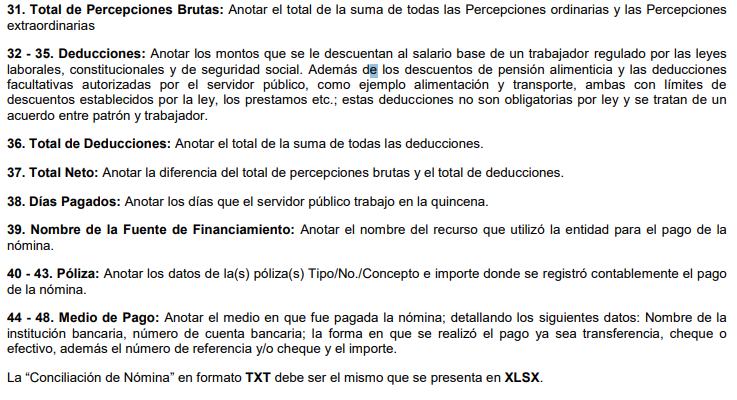 31. Total de Percepciones Brutas: Anotar el total de la suma de todas las Percepciones ordinarias y las Percepciones
extraordinarias
32 - 35. Deducciones: Anotar los montos que se le descuentan al salario base de un trabajador regulado por las leyes
laborales, constitucionales y de seguridad social. Además de los descuentos de pensión alimenticia y las deducciones
facultativas autorizadas por el servidor público, como ejemplo alimentación y transporte, ambas con límites de
descuentos establecidos por la ley, los prestamos etc.; estas deducciones no son obligatorias por ley y se tratan de un
acuerdo entre patrón y trabajador.
36. Total de Deducciones: Anotar el total de la suma de todas las deducciones.
37. Total Neto: Anotar la diferencia del total de percepciones brutas y el total de deducciones.
38. Días Pagados: Anotar los días que el servidor público trabajo en la quincena.
39. Nombre de la Fuente de Financiamiento: Anotar el nombre del recurso que utilizó la entidad para el pago de la
nómina.
40 - 43. Póliza: Anotar los datos de la(s) póliza(s) Tipo/No./Concepto e importe donde se registró contablemente el pago
de la nómina.
44 - 48. Medio de Pago: Anotar el medio en que fue pagada la nómina; detallando los siguientes datos: Nombre de la
institución bancaria, número de cuenta bancaria; la forma en que se realizó el pago ya sea transferencia, cheque o
efectivo, además el número de referencia y/o cheque y el importe.
La “Conciliación de Nómina” en formato TXT debe ser el mismo que se presenta en XLSX.